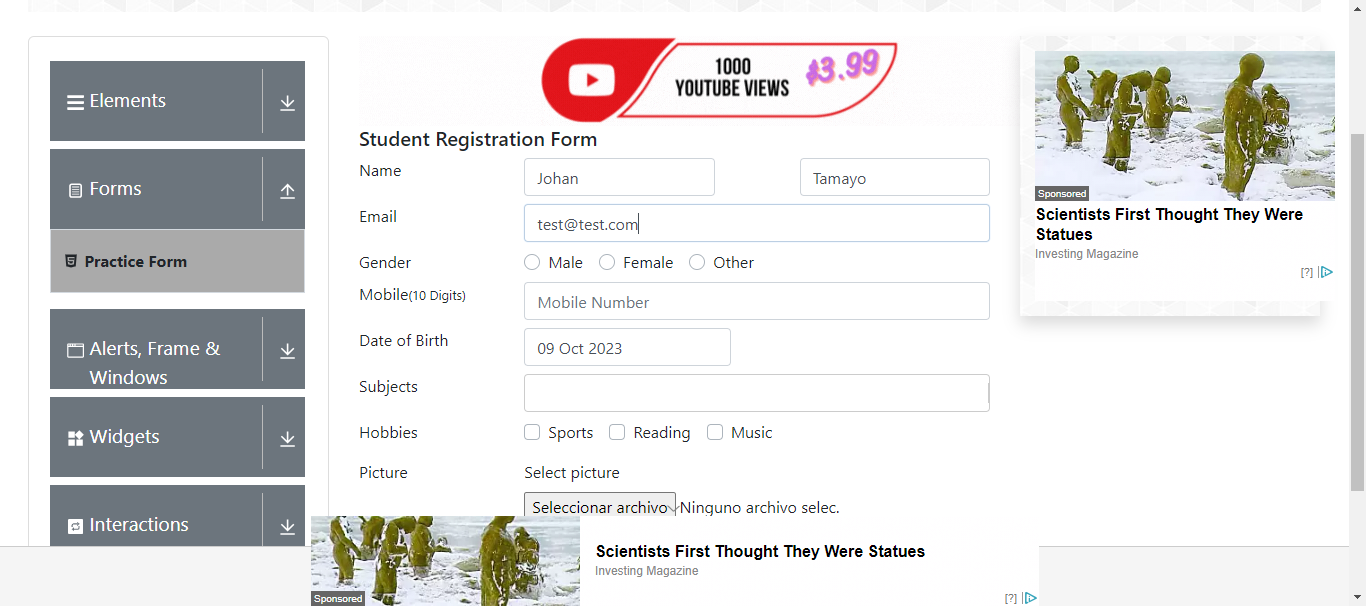 Elements
Forms
Practice Form
Alerts, Frame &
Windows
Widgets
Interactions
1000
YOUTUBE VIEWS
$3.99
Student Registration Form
Name
Johan
Tamayo
Email
test@test.com
Gender
Male
Female
Other
Mobile(10 Digits)
Mobile Number
Date of Birth
09 Oct 2023
Subjects
Hobbies
Sports
Reading
Music
Picture
Select picture
Seleccionar archivo
Ninguno archivo selec.
Sponsored
Scientists First Thought They Were
Statues
Investing Magazine
[?]
Sponsored
Scientists First Thought They Were Statues
Investing Magazine
[?]